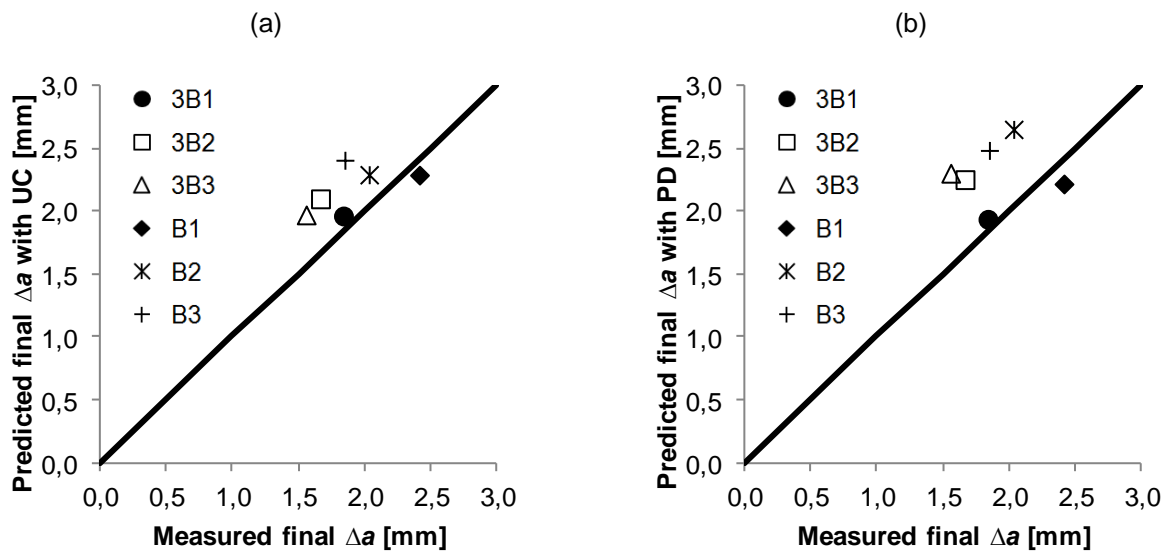 (a)
Predicted final Δa with UC [mm]
3,0
2,5
2,0
1,5
1,0
0,5
0,0
3B1
3B2
3B3
B1
B2
B3
0,0 0,5 1,0 1,5 2,0 2,5 3,0
Measured final Δa [mm]
(b)
Predicted final Δa with PD [mm]
3,0
2,5
2,0
1,5
1,0
0,5
0,0
3B1
3B2
3B3
B1
B2
B3
0,0 0,5 1,0 1,5 2,0 2,5 3,0
Measured final Δa [mm]